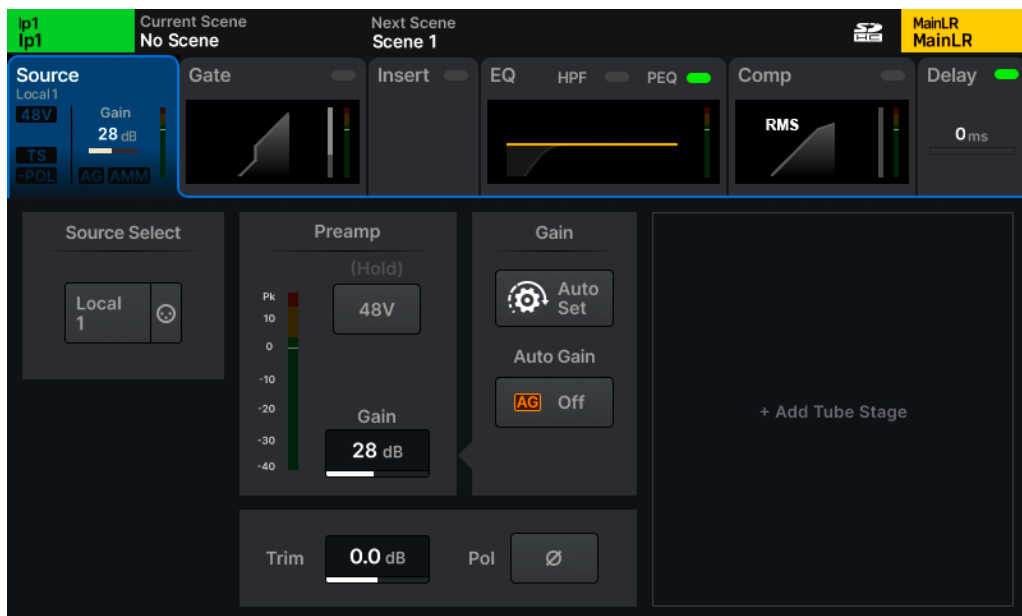 Ip1
Ip1
Current Scene
No Scene
Next Scene
Scene 1
MainLR
MainLR
Source
Local 1
48V
Gain
28 dB
TS
-POL
AG
AMM
Gate
Insert
EQ
HPF
PEQ
Comp
RMS
Delay
0 ms
Source Select
Local
1
Preamp
(Hold)
48V
Pk
10
0
-10
-20
-30
-40
Gain
28 dB
Gain
Auto
Set
Auto Gain
AG Off
+ Add Tube Stage
Trim
0.0 dB
Pol
Ø